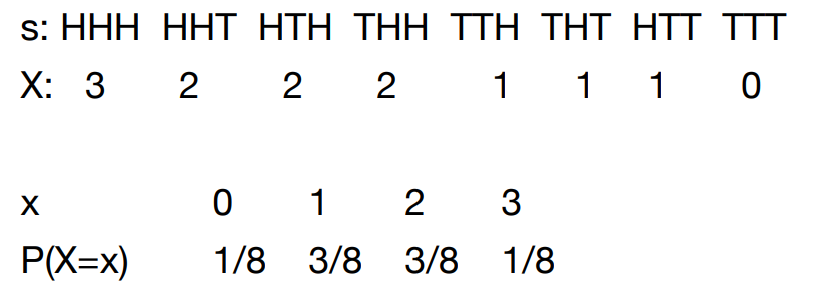 s: HHH HHT HTH THH TTH THT HTT TTT
X: 3 2 2 2 1 1 1 0
x 0 1 2 3
P(X=x) 1/8 3/8 3/8 1/8